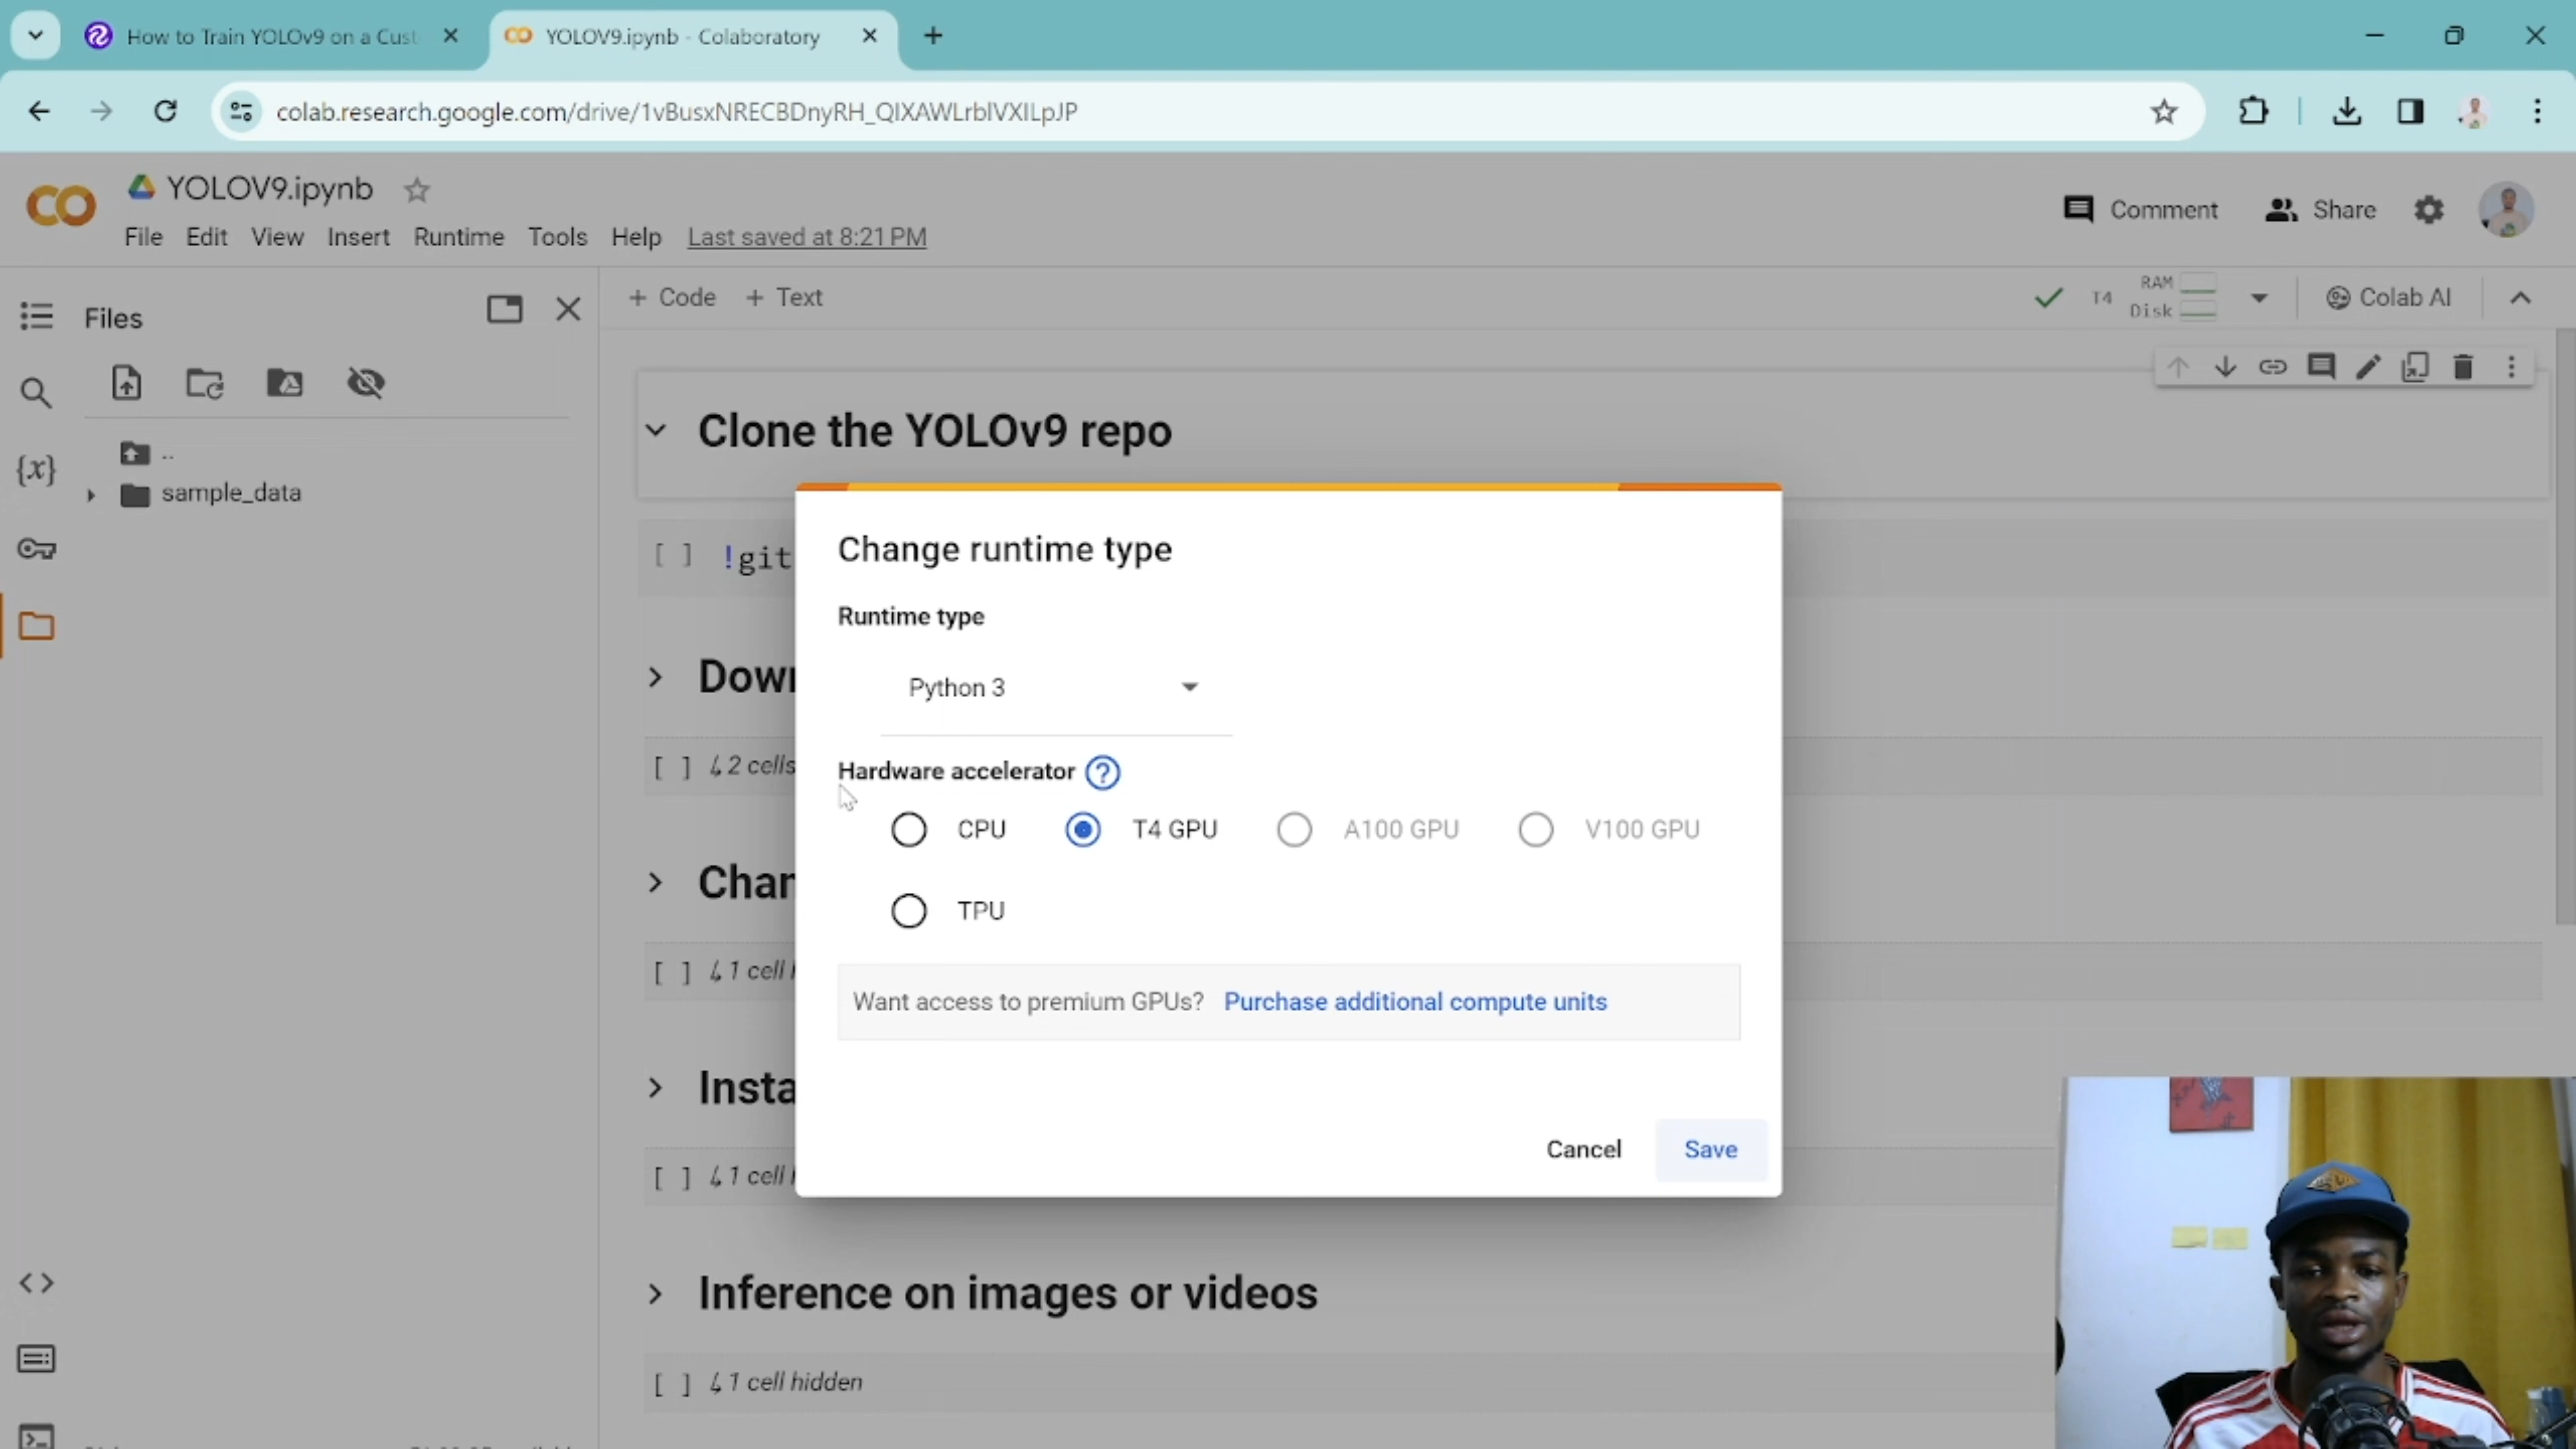 How to Train YOLOv9 on a Cust
YOLOV9.ipynb - Colaboratory
colab.research.google.com/drive/1vBusxNRECBDnyRH_QIXAWLrblVXILpJP
YOLOV9.ipynb
Comment
Share
File Edit View Insert Runtime Tools Help Last saved at 8:21 PM
Files
+ Code + Text
T4
RAM
Disk
Colab AI
Clone the YOLOv9 repo
..
sample_data
{x}
[ ] !git
Change runtime type
Runtime type
Python 3
Hardware accelerator ?
CPU
T4 GPU
A100 GPU
V100 GPU
TPU
Want access to premium GPUs? Purchase additional compute units
Cancel
Save
[ ] 2 cells
[ ] 1 cell
Insta
[ ] 1 cell
Inference on images or videos
[ ] 1 cell hidden